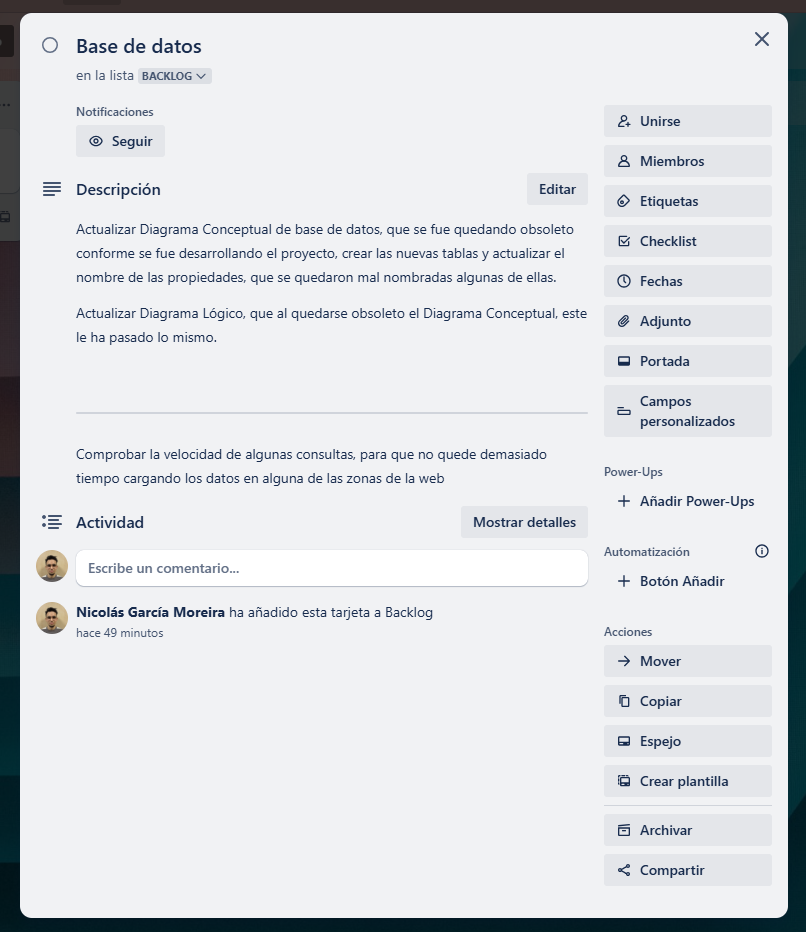 Base de datos
en la lista BACKLOG
Notificaciones
Seguir
Descripción
Editar
Actualizar Diagrama Conceptual de base de datos, que se fue quedando obsoleto
conforme se fue desarrollando el proyecto, crear las nuevas tablas y actualizar el
nombre de las propiedades, que se quedaron mal nombradas algunas de ellas.
Actualizar Diagrama Lógico, que al quedarse obsoleto el Diagrama Conceptual, este
le ha pasado lo mismo.
Comprobar la velocidad de algunas consultas, para que no quede demasiado
tiempo cargando los datos en alguna de las zonas de la web
Actividad
Mostrar detalles
Escribe un comentario...
Nicolás García Moreira ha añadido esta tarjeta a Backlog
hace 49 minutos
Unirse
Miembros
Etiquetas
Checklist
Fechas
Adjunto
Portada
Campos
personalizados
Power-Ups
Añadir Power-Ups
Automatización
Botón Añadir
Acciones
Mover
Copiar
Espejo
Crear plantilla
Archivar
Compartir